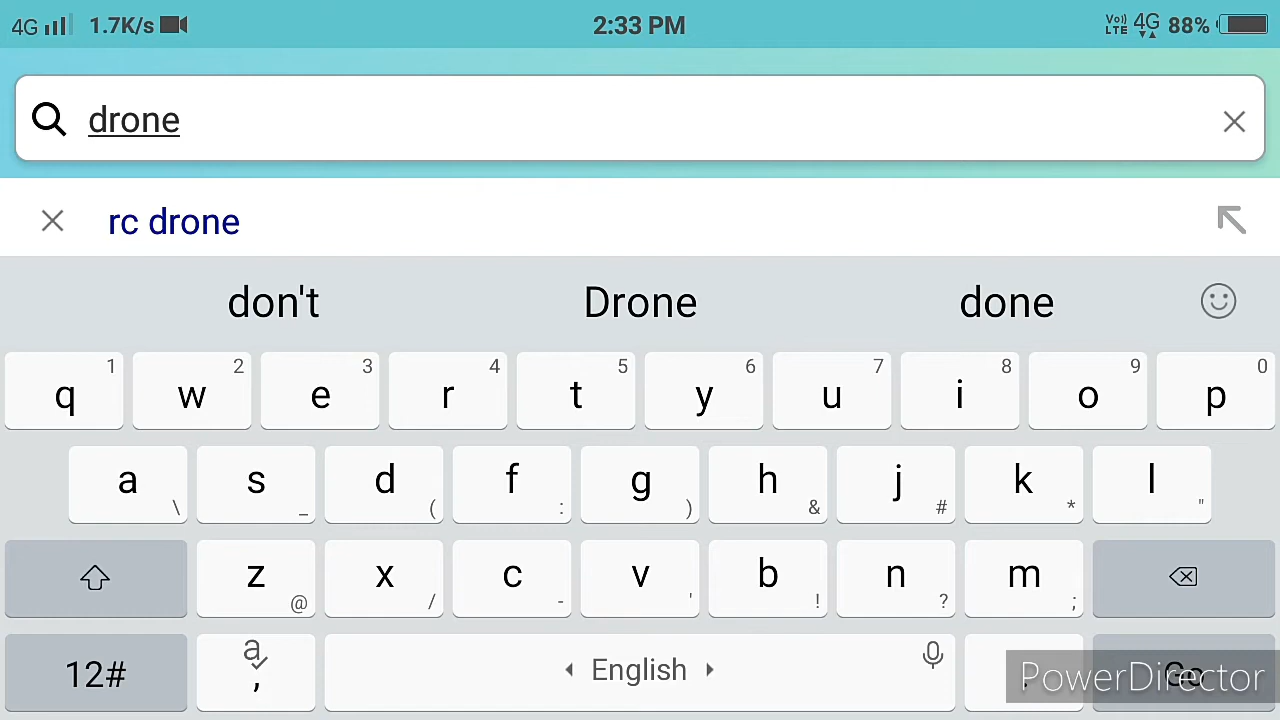 4G 1.7K/s 2:33 PM Vo)) LTE 4G 88%
drone
rc drone
don't Drone done
q 1 w 2 e 3 r 4 t 5 y 6 u 7 i 8 o 9 p 0
a \ s _ d ( f : g ) h & j # k * l "
z @ x / c - v ' b ! n ? m ;
12# a , English . Go
PowerDirector